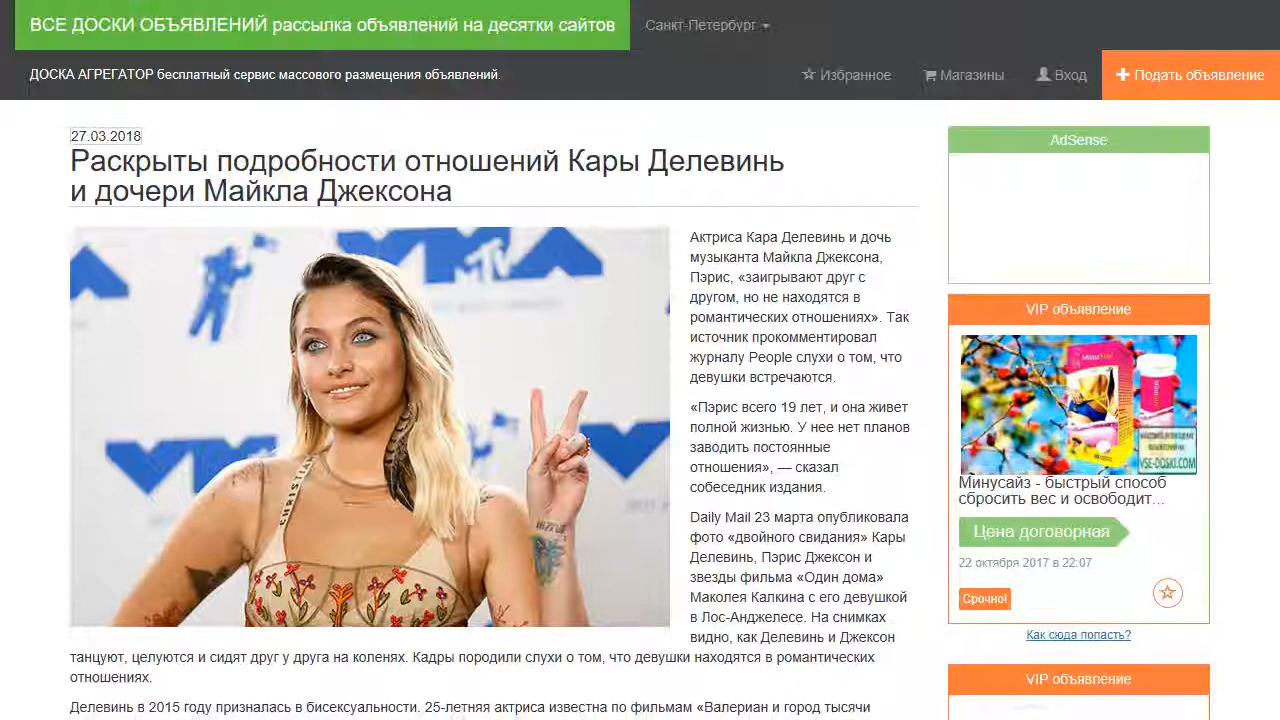 ВСЕ ДОСКИ ОБЪЯВЛЕНИЙ рассылка объявлений на десятки сайтов
Санкт-Петербург
ДОСКА АГРЕГАТОР бесплатный сервис массового размещения объявлений.
Избранное
Магазины
Вход
Подать объявление
27.03.2018
Раскрыты подробности отношений Кары Делевинь
и дочери Майкла Джексона
MTV
Актриса Кара Делевинь и дочь
музыканта Майкла Джексона,
Пэрис, «заигрывают друг с
другом, но не находятся в
романтических отношениях». Так
источник прокомментировал
журналу People слухи о том, что
девушки встречаются.
«Пэрис всего 19 лет, и она живет
полной жизнью. У нее нет планов
заводить постоянные
отношения», — сказал
собеседник издания.
Daily Mail 23 марта опубликовала
фото «двойного свидания» Кары
Делевинь, Пэрис Джексон и
звезды фильма «Один дома»
Маколея Калкина с его девушкой
в Лос-Анджелесе. На снимках
видно, как Делевинь и Джексон
танцуют, целуются и сидят друг у друга на коленях. Кадры породили слухи о том, что девушки находятся в романтических
отношениях.
Делевинь в 2015 году призналась в бисексуальности. 25-летняя актриса известна по фильмам «Валериан и город тысячи
AdSense
VIP объявление
VSE-DOSKI.COM
Минусайз - быстрый способ
сбросить вес и освободит...
Цена договорная
22 октября 2017 в 22:07
Срочно!
Как сюда попасть?
VIP объявление